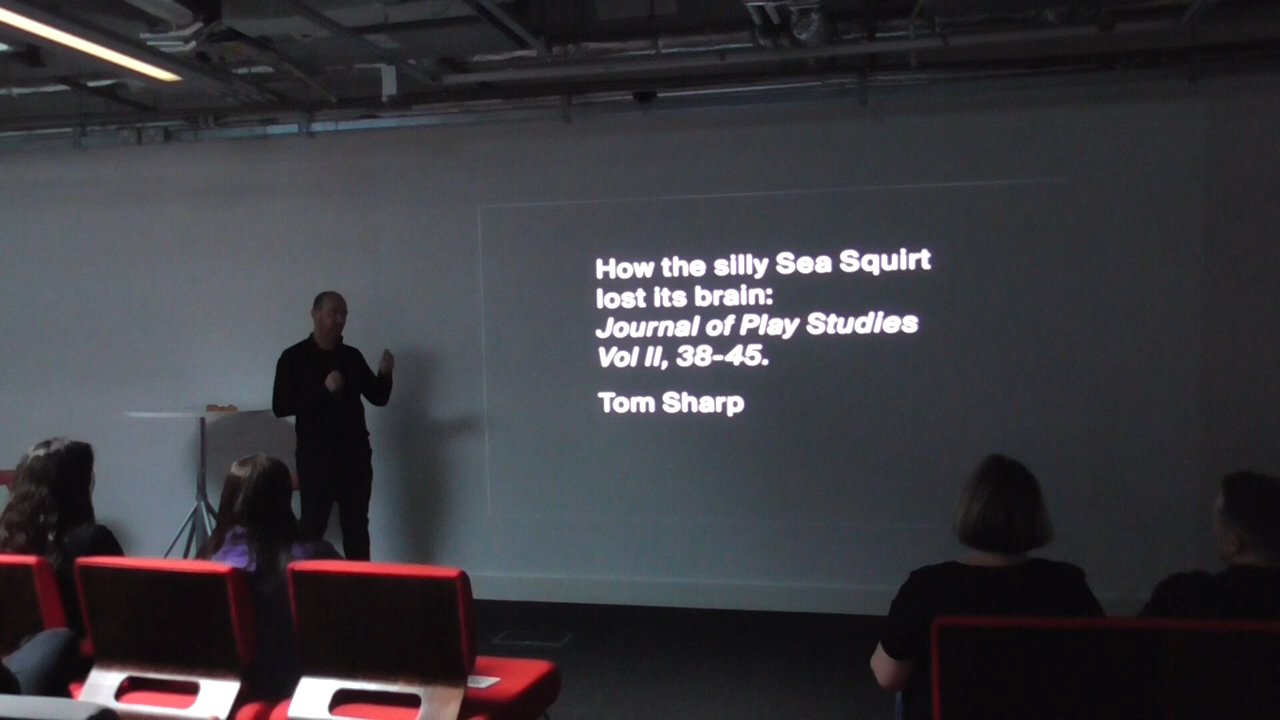 How the silly Sea Squirt
lost its brain:
Journal of Play Studies
Vol II, 38-45.
Tom Sharp